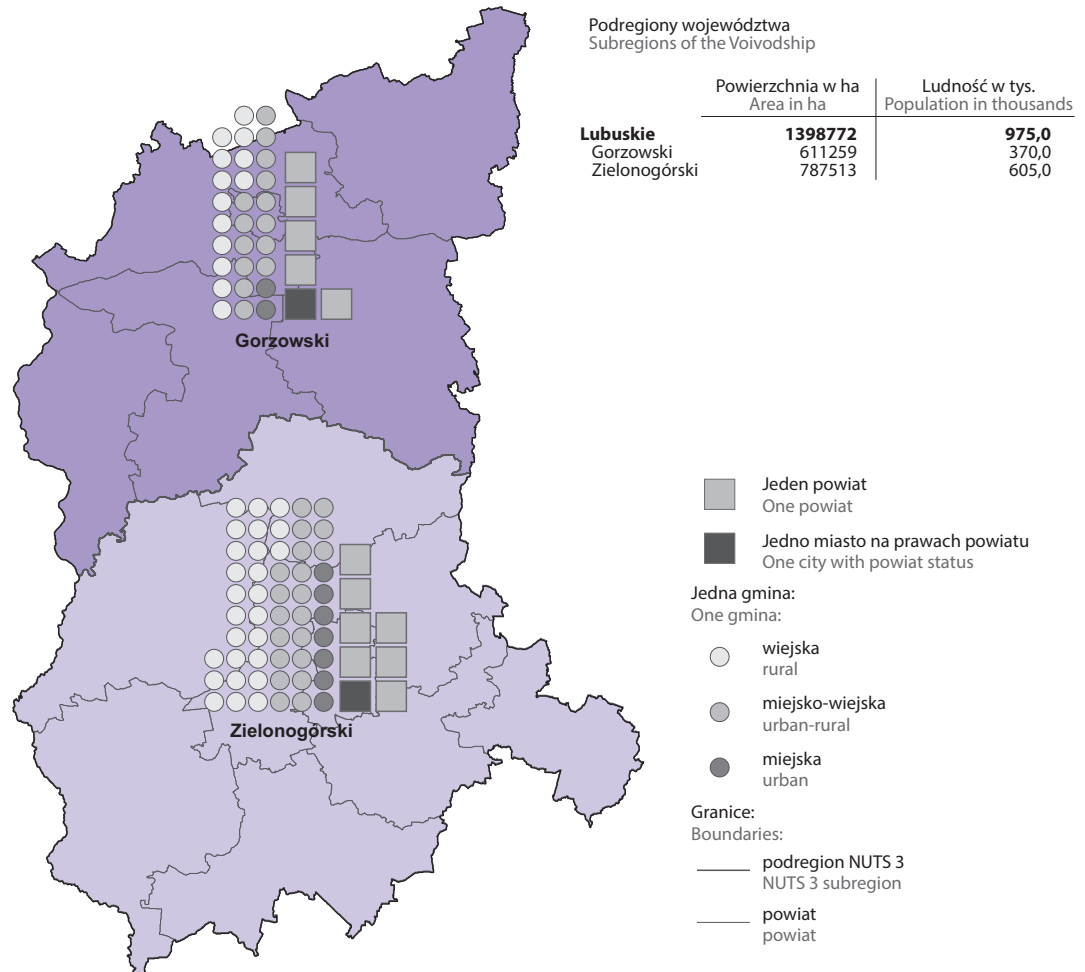 Podregiony województwa
Subregions of the Voivodship
Powierzchnia w ha Ludność w tys.
Area in ha Population in thousands
Lubuskie 1398772 975,0
Gorzowski 611259 370,0
Zielonogórski 787513 605,0
Gorzowski
Zielonogórski
Jeden powiat
One powiat
Jedno miasto na prawach powiatu
One city with powiat status
Jedna gmina:
One gmina:
wiejska
rural
miejsko-wiejska
urban-rural
miejska
urban
Granice:
Boundaries:
podregion NUTS 3
NUTS 3 subregion
powiat
powiat